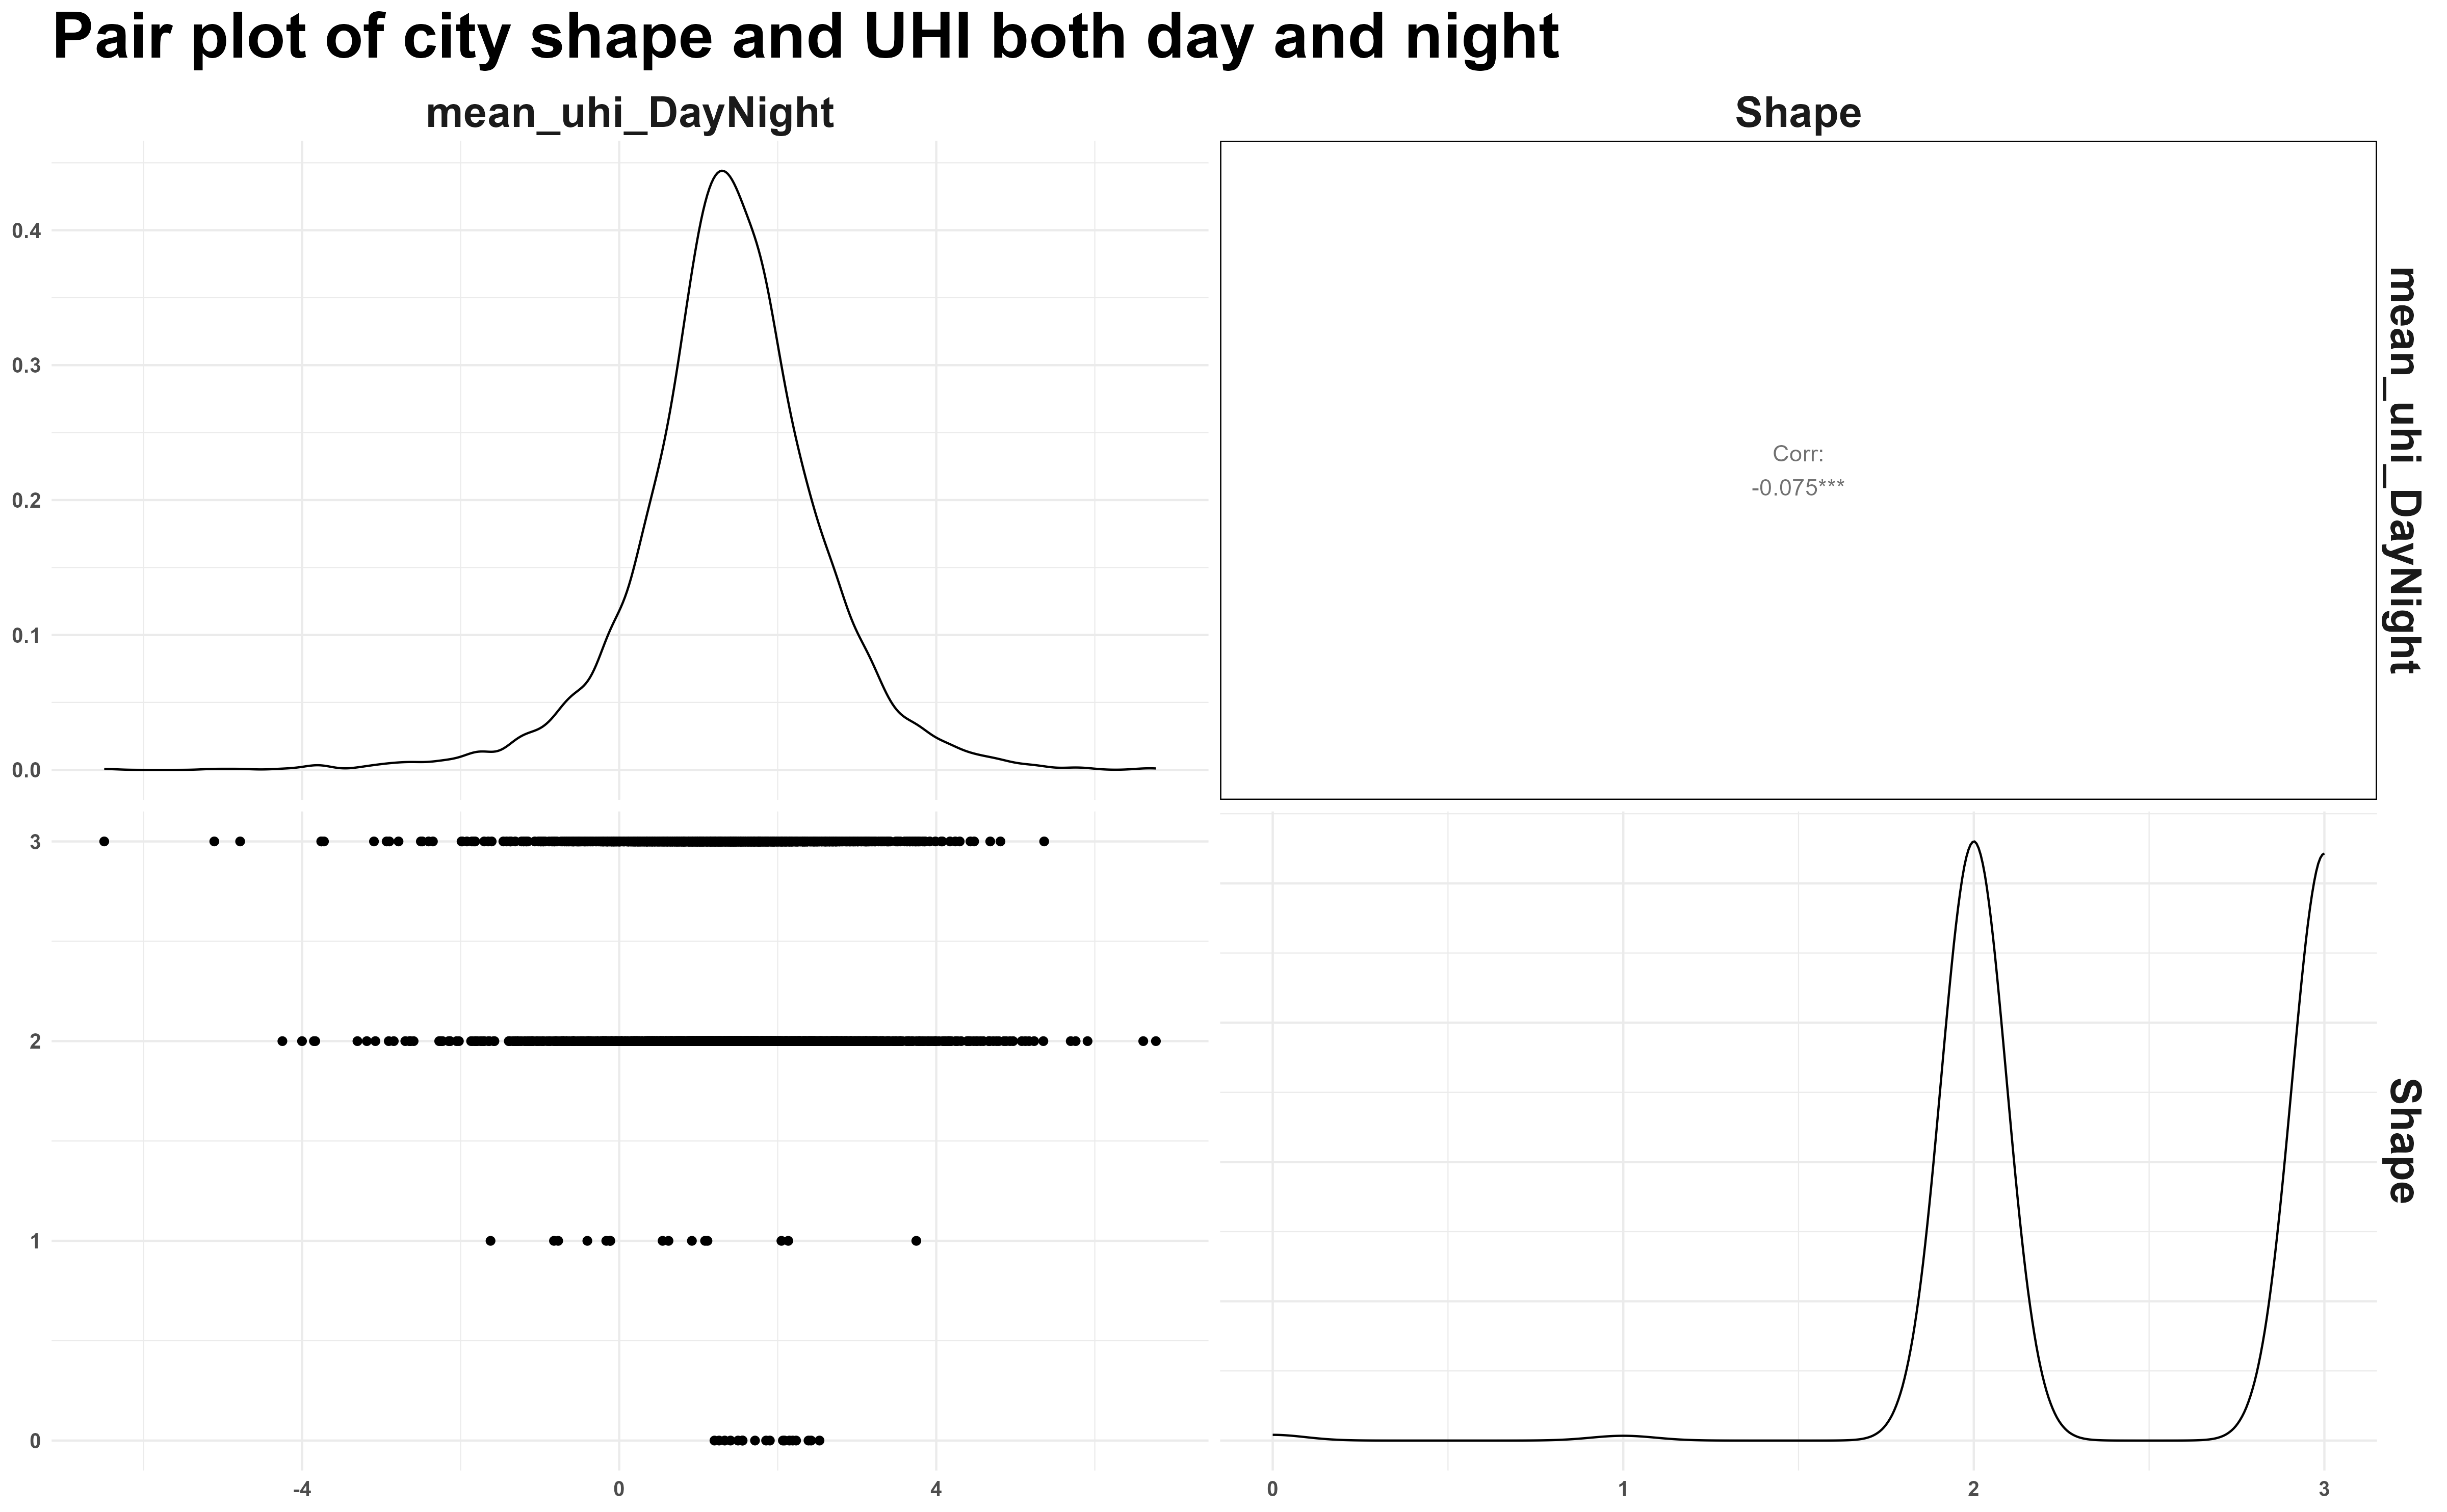 Pair plot of city shape and UHI both day and night
mean_uhi_DayNight
Shape
0.4
0.3
0.2
0.1
0.0
Corr:
-0.075***
mean_uhi_DayNight
3
2
1
0
Shape
-4
0
4
0
1
2
3